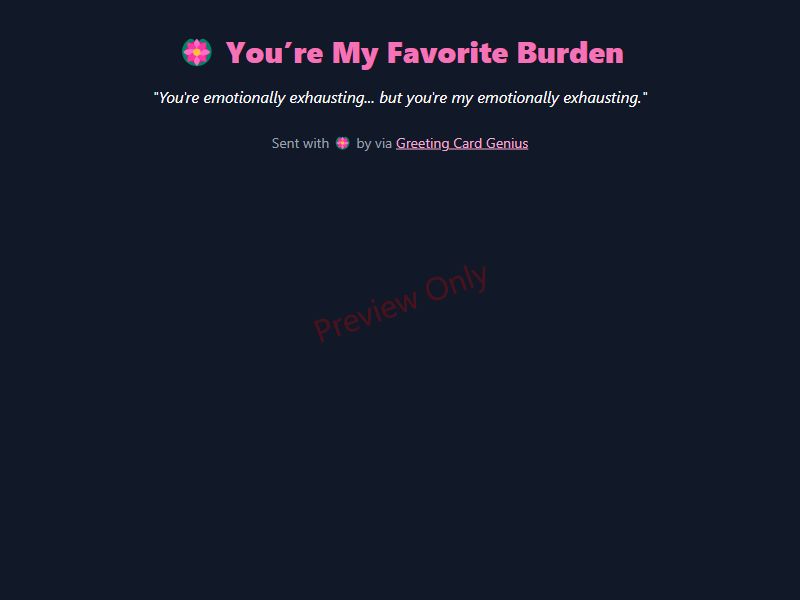 🪷 You′re My Favorite Burden
"You're emotionally exhausting... but you're my emotionally exhausting."
Sent with 🪷 by via Greeting Card Genius
Preview Only